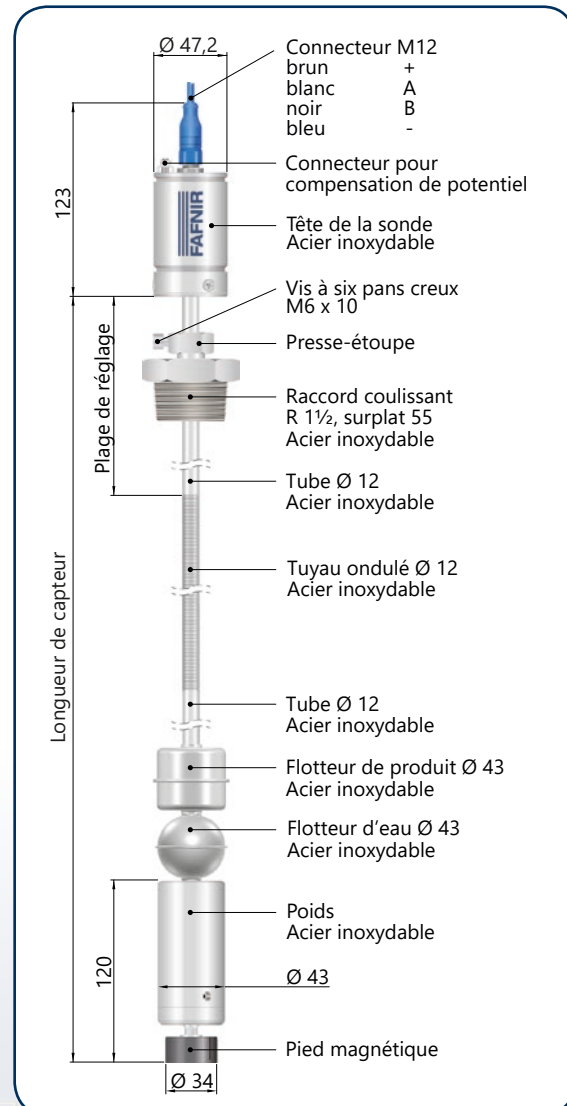 Ø 47,2
Connecteur M12
brun +
blanc A
noir B
bleu -
Connecteur pour
compensation de potentiel
123
FAFNIR
Tête de la sonde
Acier inoxydable
Vis à six pans creux
M6 x 10
Presse-étoupe
Plage de réglage
Raccord coulissant
R 1½, surplat 55
Acier inoxydable
Tube Ø 12
Acier inoxydable
Tuyau ondulé Ø 12
Acier inoxydable
Longueur de capteur
Tube Ø 12
Acier inoxydable
Flotteur de produit Ø 43
Acier inoxydable
Flotteur d'eau Ø 43
Acier inoxydable
Poids
Acier inoxydable
120
Ø 43
Pied magnétique
Ø 34